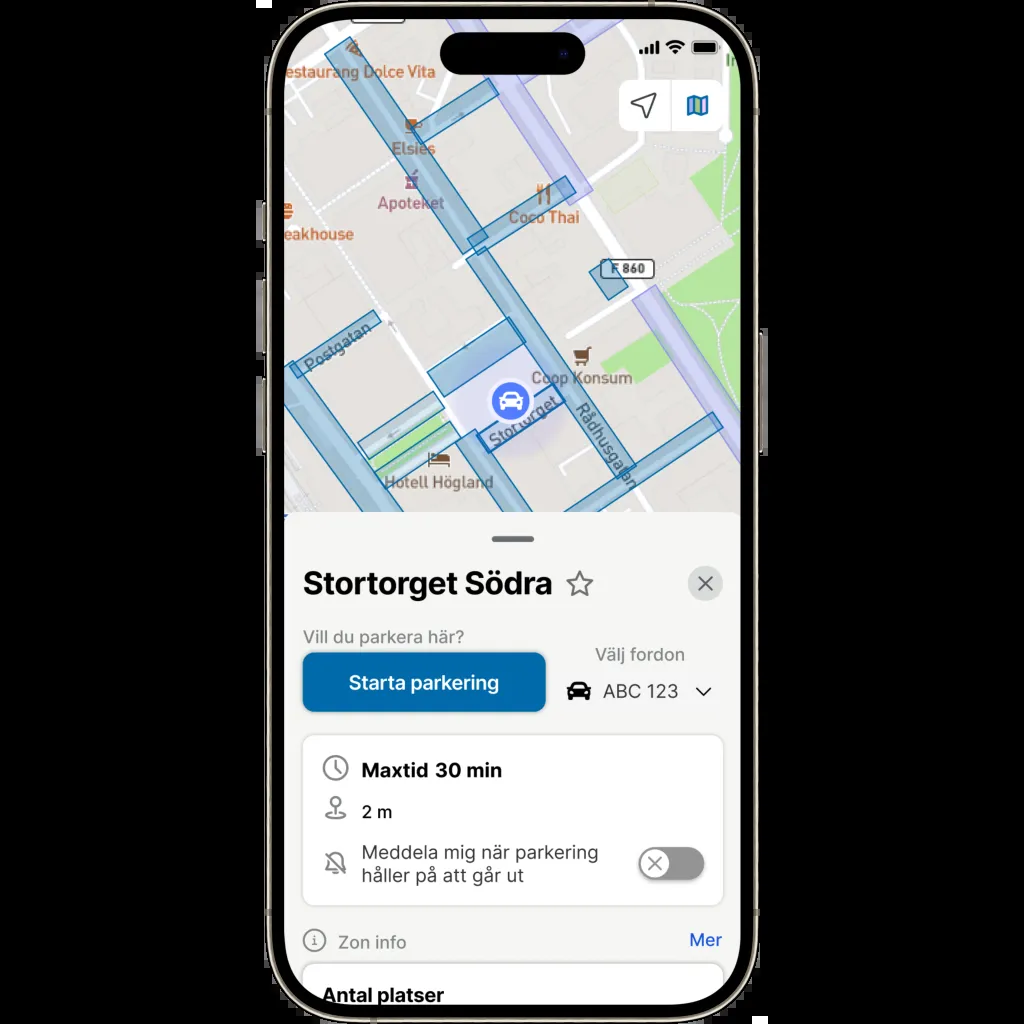 estaurang Dolce Vita
Elsies
Apoteket
Coco Thai
eakhouse
F 860
Postgatan
Coop Konsum
Stortorget
Rådhusgatan
Hotell Högland
Stortorget Södra
Vill du parkera här?
Välj fordon
Starta parkering
ABC 123
Maxtid 30 min
2 m
Meddela mig när parkering
håller på att går ut
Zon info
Mer
Antal platser